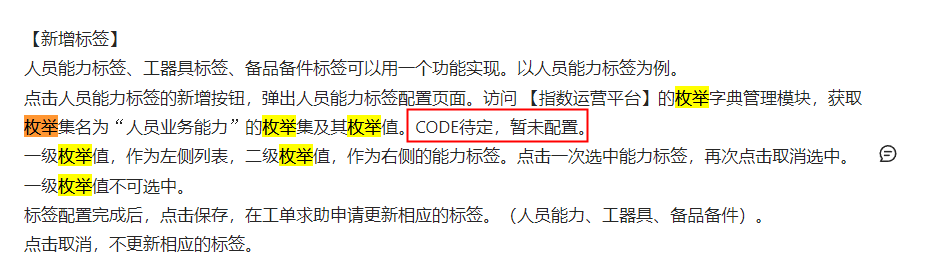 【新增标签】
人员能力标签、工器具标签、备品备件标签可以用一个功能实现。以人员能力标签为例。
点击人员能力标签的新增按钮，弹出人员能力标签配置页面。访问 【指数运营平台】的枚举字典管理模块，获取
枚举集名为“人员业务能力”的枚举集及其枚举值。CODE待定，暂未配置。
一级枚举值，作为左侧列表，二级枚举值，作为右侧的能力标签。点击一次选中能力标签，再次点击取消选中。
一级枚举值不可选中。
标签配置完成后，点击保存，在工单求助申请更新相应的标签。（人员能力、工器具、备品备件）。
点击取消，不更新相应的标签。